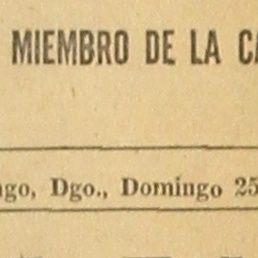 MIEMBRO DE LA CA
ngo, Dgo., Domingo 25